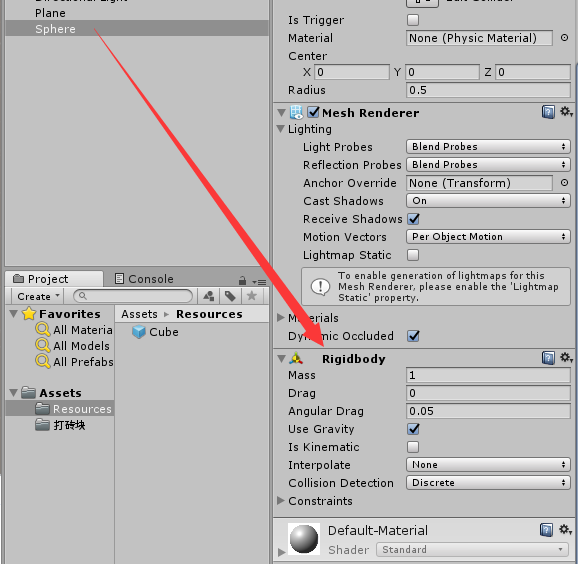 Plane
Sphere
Is Trigger
Material None (Physic Material)
Center
X 0 Y 0 Z 0
Radius 0.5
Mesh Renderer
Lighting
Light Probes Blend Probes
Reflection Probes Blend Probes
Anchor Override None (Transform)
Cast Shadows On
Receive Shadows
Motion Vectors Per Object Motion
Lightmap Static
To enable generation of lightmaps for this
Mesh Renderer, please enable the 'Lightmap
Static' property.
Materials
Dynamic Occluded
Project Console
Create
Favorites
All Materia
All Models
All Prefabs
Assets
Resources
打砖块
Assets Resources
Cube
Rigidbody
Mass 1
Drag 0
Angular Drag 0.05
Use Gravity
Is Kinematic
Interpolate None
Collision Detection Discrete
Constraints
Default-Material
Shader Standard